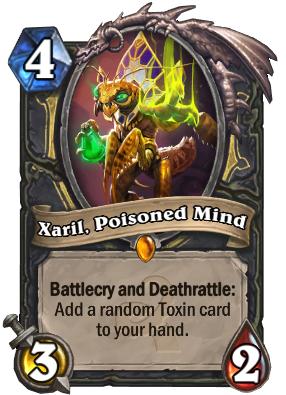 4
Xaril, Poisoned Mind
Battlecry and Deathrattle:
Add a random Toxin card
to your hand.
3
2